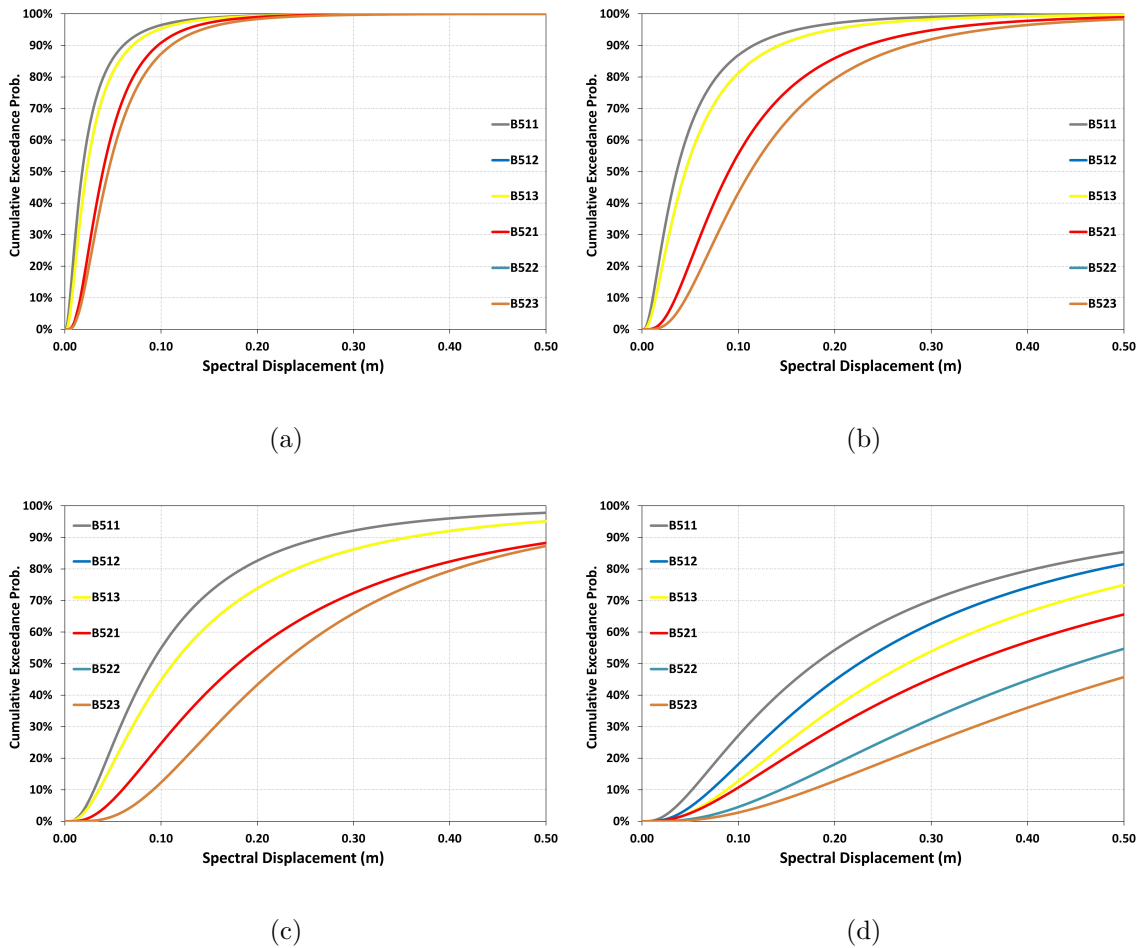 100%
90%
80%
70%
60%
50%
40%
30%
20%
10%
0%
Cumulative Exceedance Prob.
B511
B512
B513
B521
B522
B523
0.00 0.10 0.20 0.30 0.40 0.50
Spectral Displacement (m)
(a)
100%
90%
80%
70%
60%
50%
40%
30%
20%
10%
0%
Cumulative Exceedance Prob.
B511
B512
B513
B521
B522
B523
0.00 0.10 0.20 0.30 0.40 0.50
Spectral Displacement (m)
(b)
100%
90%
80%
70%
60%
50%
40%
30%
20%
10%
0%
Cumulative Exceedance Prob.
B511
B512
B513
B521
B522
B523
0.00 0.10 0.20 0.30 0.40 0.50
Spectral Displacement (m)
(c)
100%
90%
80%
70%
60%
50%
40%
30%
20%
10%
0%
Cumulative Exceedance Prob.
B511
B512
B513
B521
B522
B523
0.00 0.10 0.20 0.30 0.40 0.50
Spectral Displacement (m)
(d)